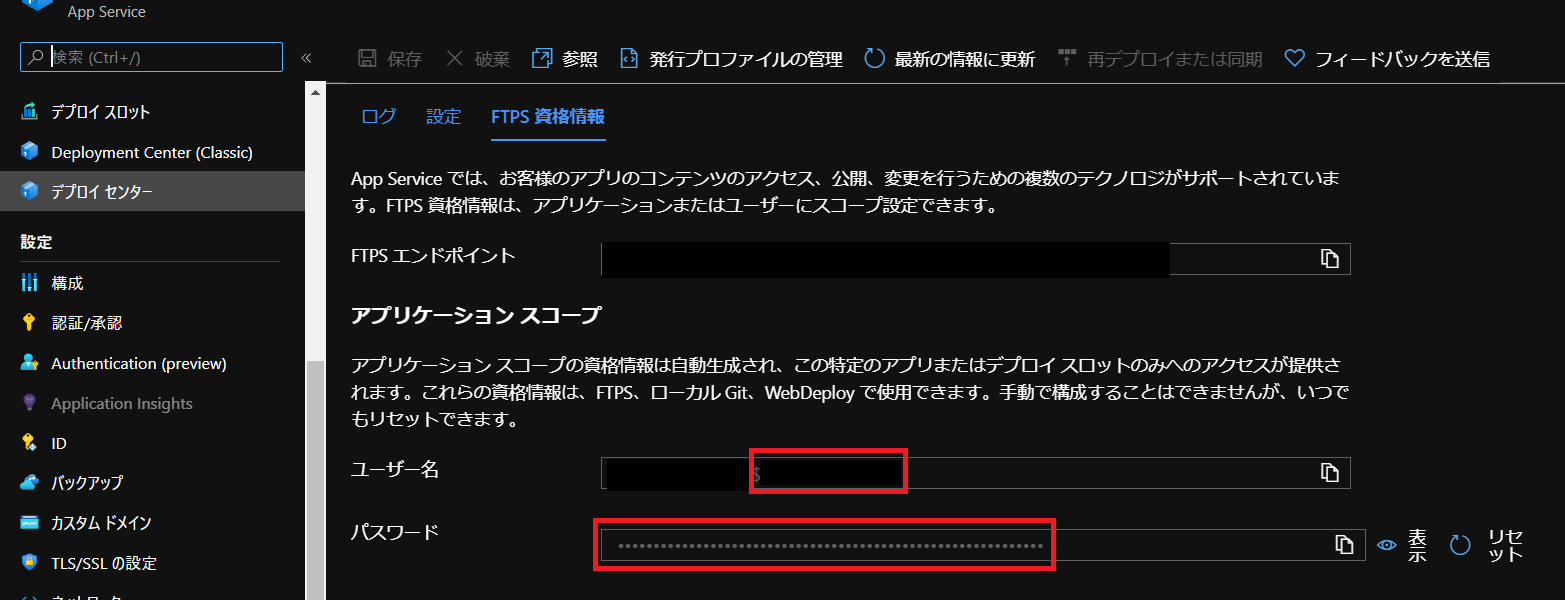 App Service
検索 (Ctrl+/)
«
保存 破棄 参照 発行プロファイルの管理 最新の情報に更新 再デプロイまたは同期 フィードバックを送信
デプロイ スロット
Deployment Center (Classic)
デプロイ センター
設定
構成
認証/承認
Authentication (preview)
Application Insights
ID
バックアップ
カスタム ドメイン
TLS/SSL の設定
ログ 設定 FTPS 資格情報
App Service では、お客様のアプリのコンテンツのアクセス、公開、変更を行うための複数のテクノロジがサポートされていま
す。FTPS 資格情報は、アプリケーションまたはユーザーにスコープ設定できます。
FTPS エンドポイント
アプリケーション スコープ
アプリケーション スコープの資格情報は自動生成され、この特定のアプリまたはデプロイ スロットのみへのアクセスが提供さ
れます。これらの資格情報は、FTPS、ローカル Git、WebDeploy で使用できます。手動で構成することはできませんが、いつで
もリセットできます。
ユーザー名
$
パスワード
表
示
リセ
ット